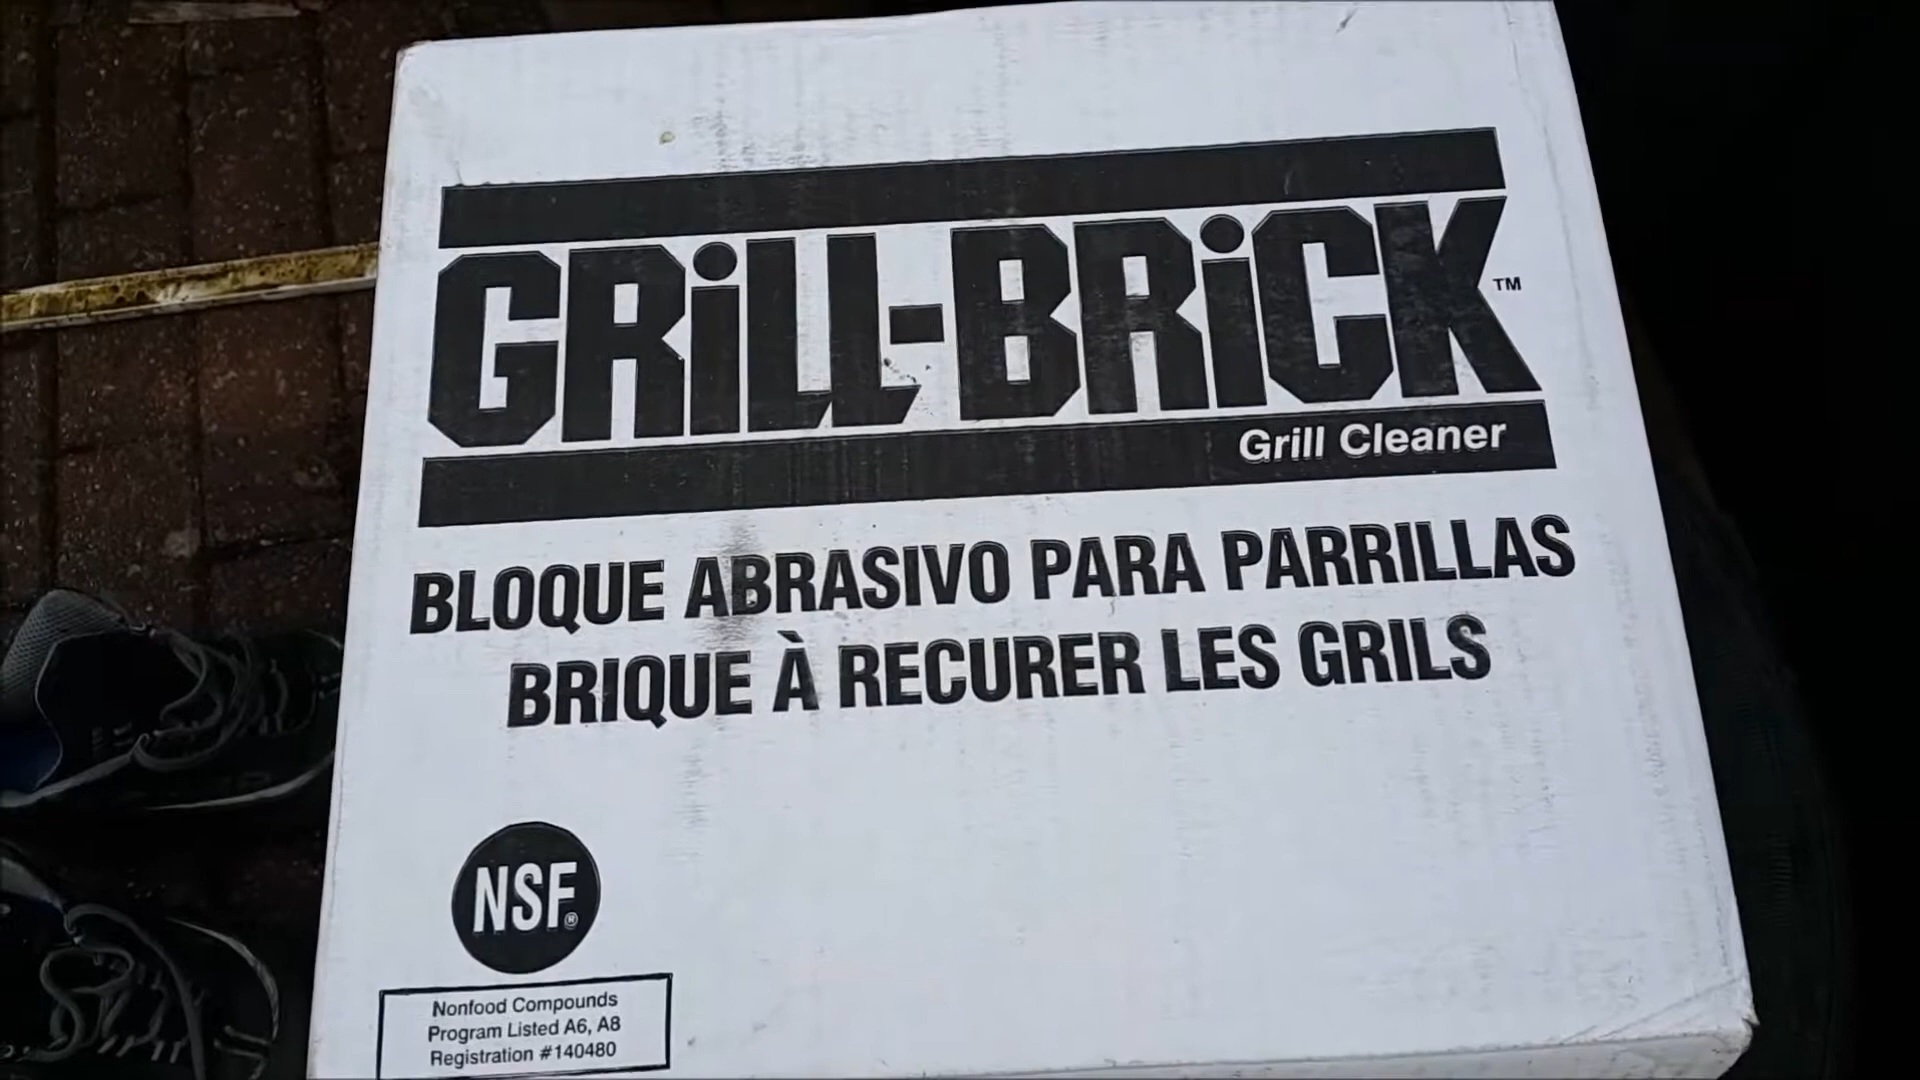 GRiLL-BRiCK™
Grill Cleaner
BLOQUE ABRASIVO PARA PARRILLAS
BRIQUE À RECURER LES GRILS
NSF®
Nonfood Compounds
Program Listed A6, A8
Registration #140480